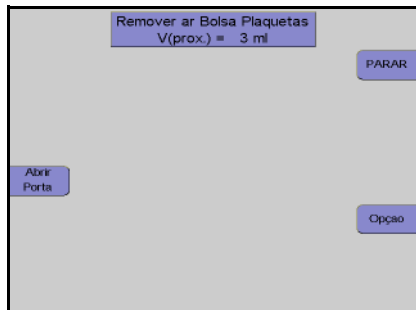 Remover ar Bolsa Plaquetas
V(prox.) = 3 ml
PARAR
Abrir
Porta
Opçao